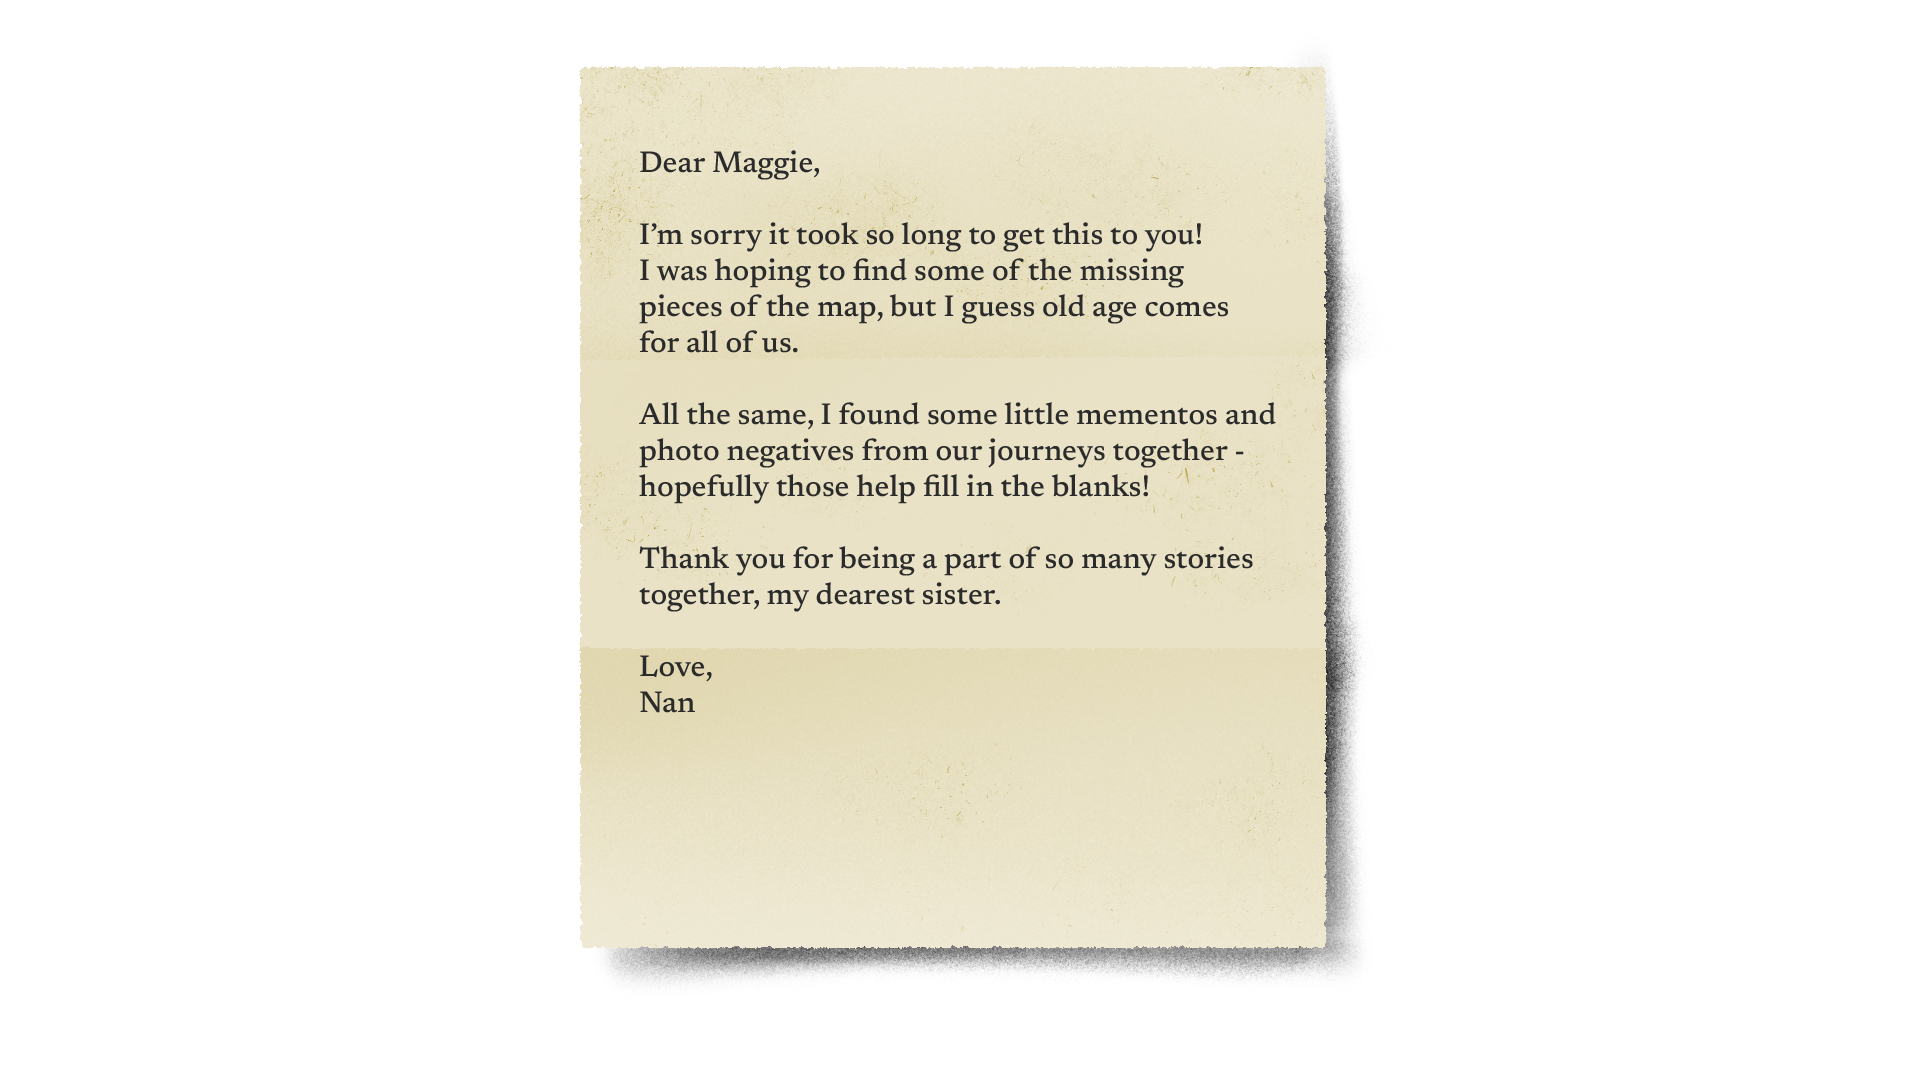 Dear Maggie,
I’m sorry it took so long to get this to you!
I was hoping to find some of the missing
pieces of the map, but I guess old age comes
for all of us.
All the same, I found some little mementos and
photo negatives from our journeys together -
hopefully those help fill in the blanks!
Thank you for being a part of so many stories
together, my dearest sister.
Love,
Nan